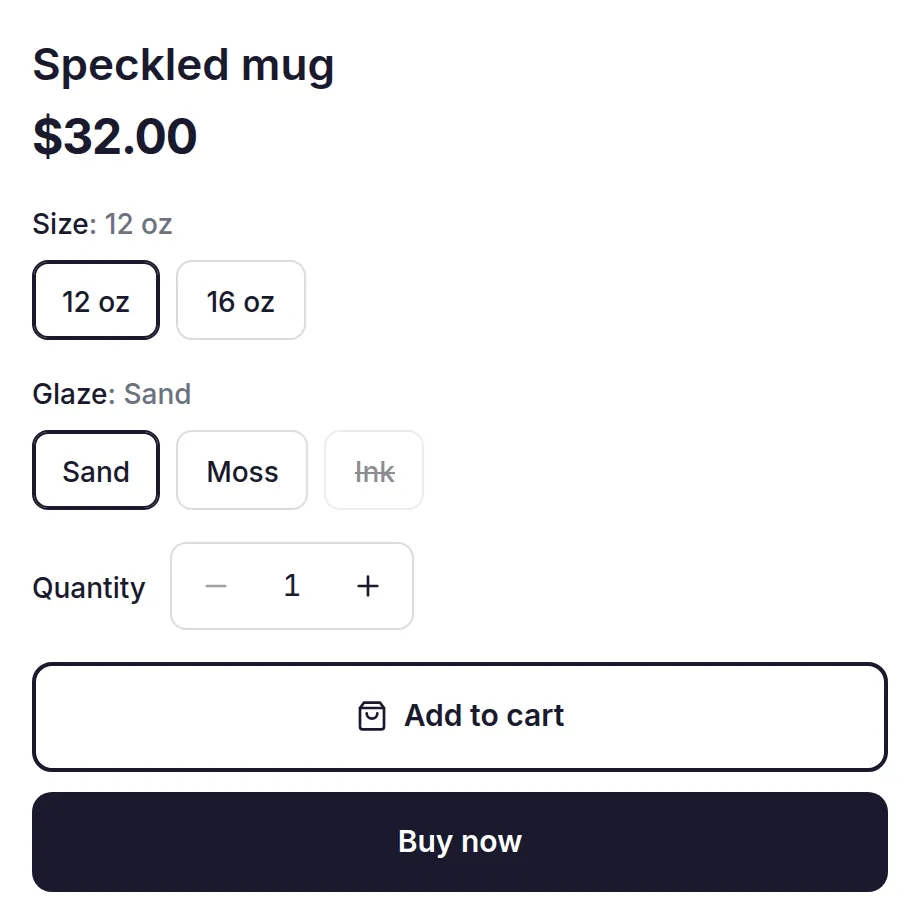 Speckled mug
$32.00
Size: 12 oz
12 oz 16 oz
Glaze: Sand
Sand Moss Ink
Quantity − 1 +
Add to cart
Buy now